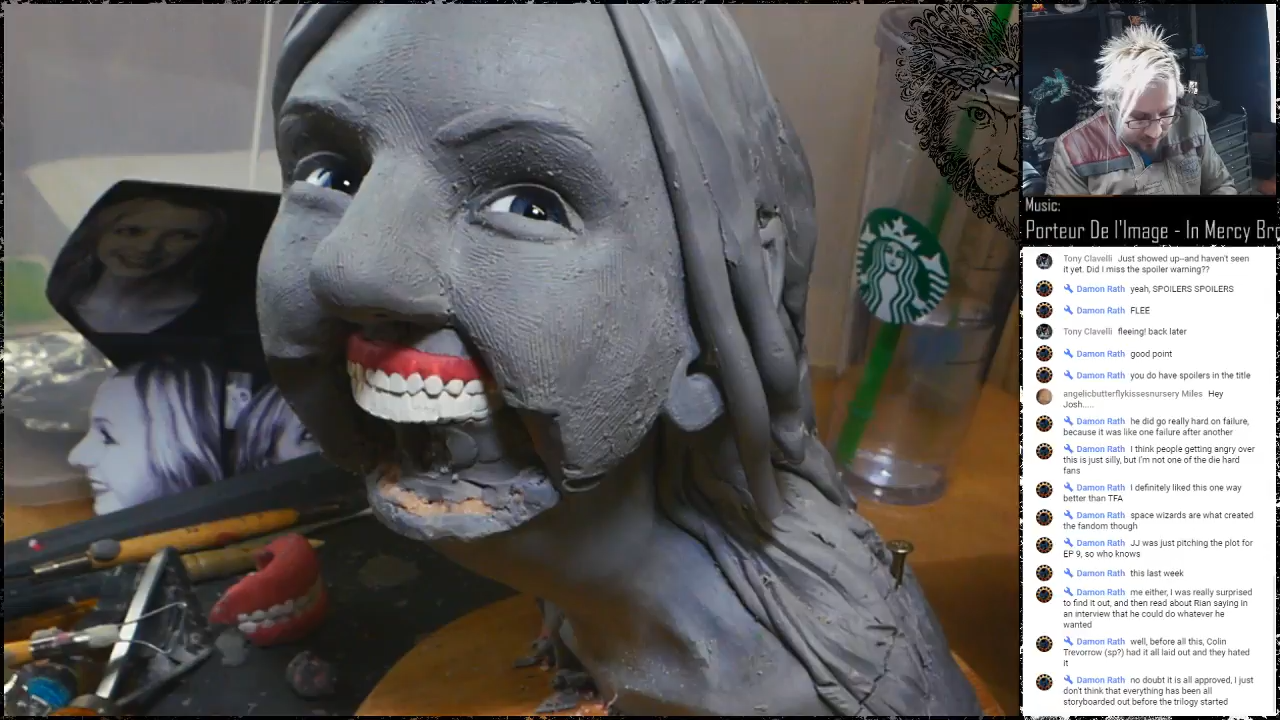 Music:
Porteur De l'Image - In Mercy Bro
Tony Clavelli Just showed up--and haven't seen
it yet. Did I miss the spoiler warning??
Damon Rath yeah, SPOILERS SPOILERS
Damon Rath FLEE
Tony Clavelli fleeing! back later
Damon Rath good point
Damon Rath you do have spoilers in the title
angelicbutterflykissesnursery Miles Hey
Josh.....
Damon Rath he did go really hard on failure,
because it was like one failure after another
Damon Rath I think people getting angry over
this is just silly, but I'm not one of the die hard
fans
Damon Rath I definitely liked this one way
better than TFA
Damon Rath space wizards are what created
the fandom though
Damon Rath JJ was just pitching the plot for
EP 9, so who knows
Damon Rath this last week
Damon Rath me either, I was really surprised
to find it out, and then read about Rian saying in
an interview that he could do whatever he
wanted
Damon Rath well, before all this, Colin
Trevorrow (sp?) had it all laid out and they hated
it
Damon Rath no doubt it is all approved, I just
don't think that everything has been all
storyboarded out before the trilogy started